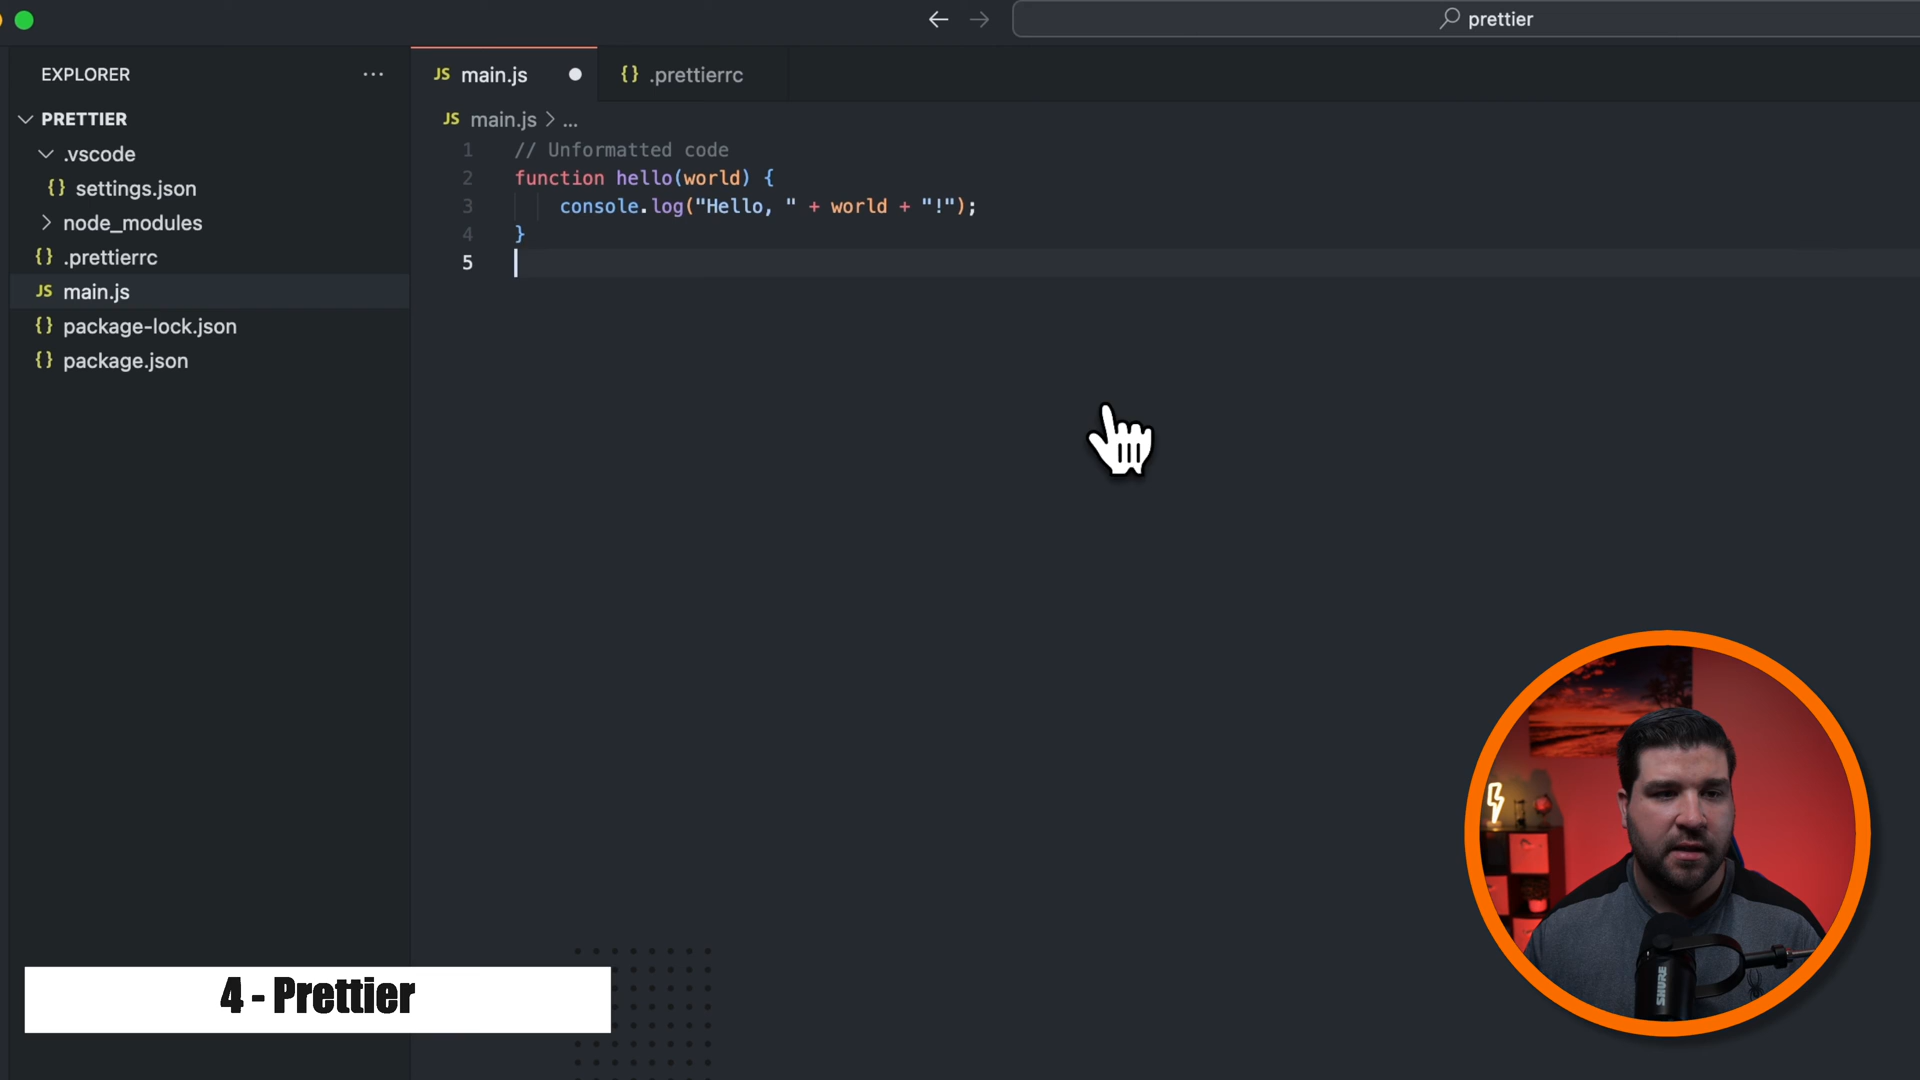 prettier
EXPLORER ...
JS main.js
{} .prettierrc
PRETTIER
JS main.js > ...
.vscode
{} settings.json
node_modules
{} .prettierrc
JS main.js
{} package-lock.json
{} package.json
1 // Unformatted code
2 function hello(world) {
3 console.log("Hello, " + world + "!");
4 }
5
4 - Prettier
SHURE